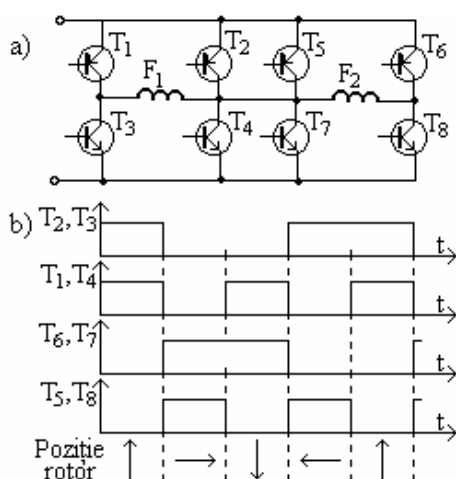 a)
T1 T2 T5 T6
F1 F2
T3 T4 T7 T8
b) T2,T3 t
T1,T4 t
T6,T7 t
T5,T8 t
Poziție
rotor